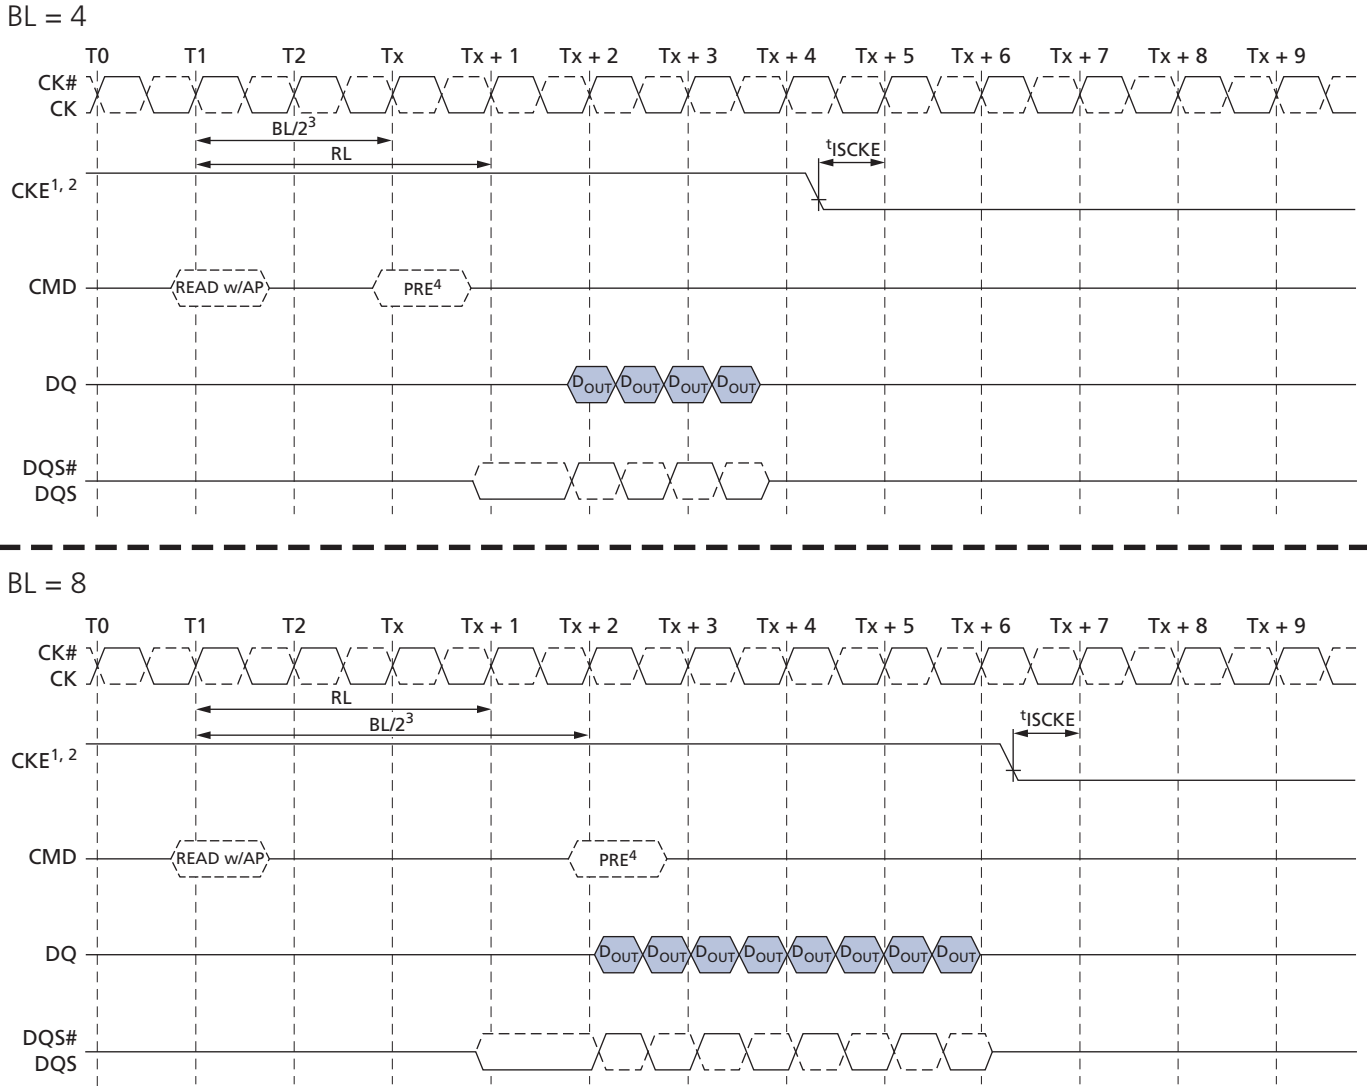 BL = 4
T0 T1 T2 Tx Tx + 1 Tx + 2 Tx + 3 Tx + 4 Tx + 5 Tx + 6 Tx + 7 Tx + 8 Tx + 9
CK#
CK
BL/2³
RL
tISCKE
CKE1, 2
CMD READ w/AP PRE⁴
DQ DOUT DOUT DOUT DOUT
DQS#
DQS
BL = 8
T0 T1 T2 Tx Tx + 1 Tx + 2 Tx + 3 Tx + 4 Tx + 5 Tx + 6 Tx + 7 Tx + 8 Tx + 9
CK#
CK
RL
BL/2³
tISCKE
CKE1, 2
CMD READ w/AP PRE⁴
DQ DOUT DOUT DOUT DOUT DOUT DOUT DOUT DOUT
DQS#
DQS